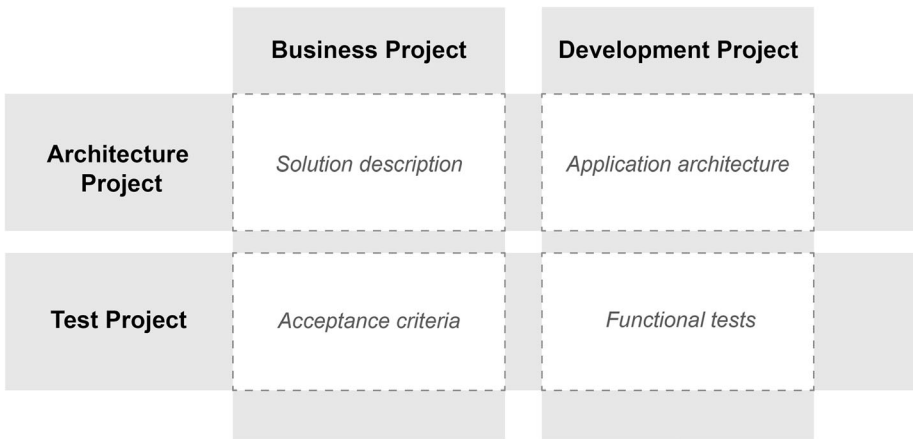 Business Project
Development Project
Architecture
Project
Solution description
Application architecture
Test Project
Acceptance criteria
Functional tests